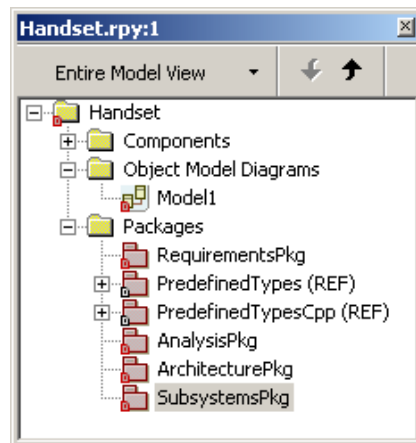 Handset.rpy:1
Entire Model View
Handset
Components
Object Model Diagrams
Model1
Packages
RequirementsPkg
PredefinedTypes (REF)
PredefinedTypesCpp (REF)
AnalysisPkg
ArchitecturePkg
SubsystemsPkg